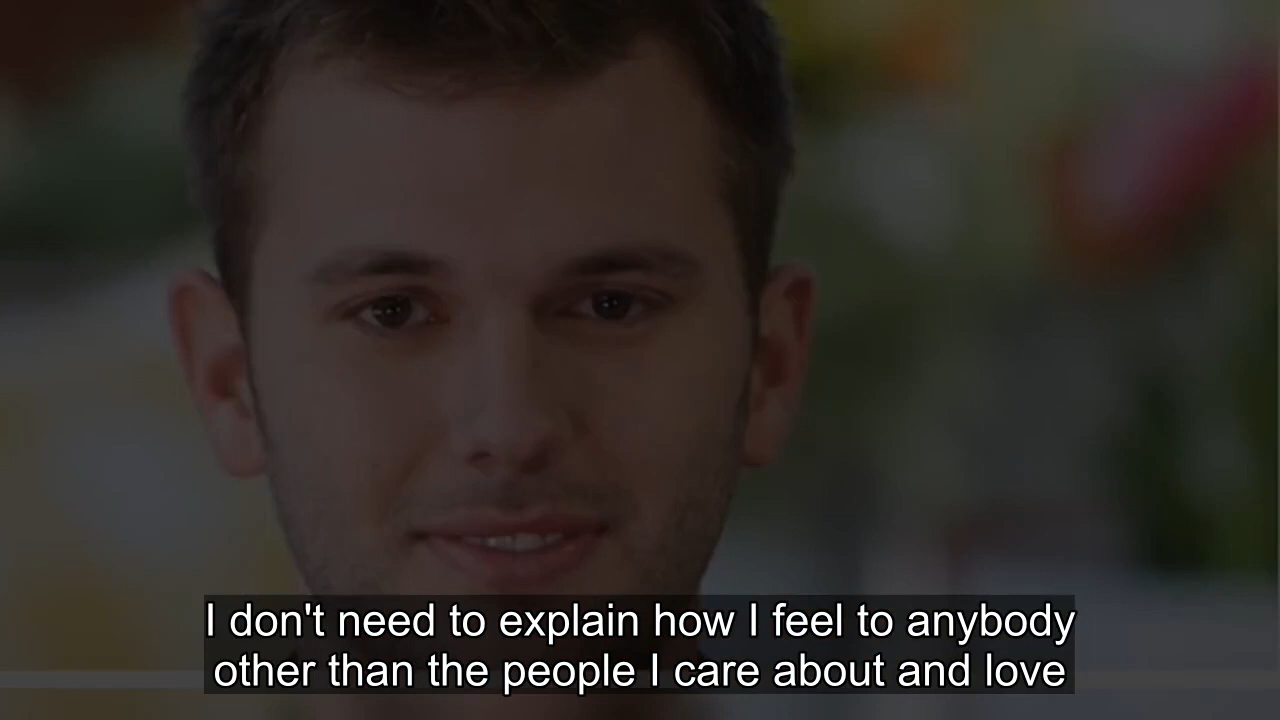 I don't need to explain how I feel to anybody
other than the people I care about and love